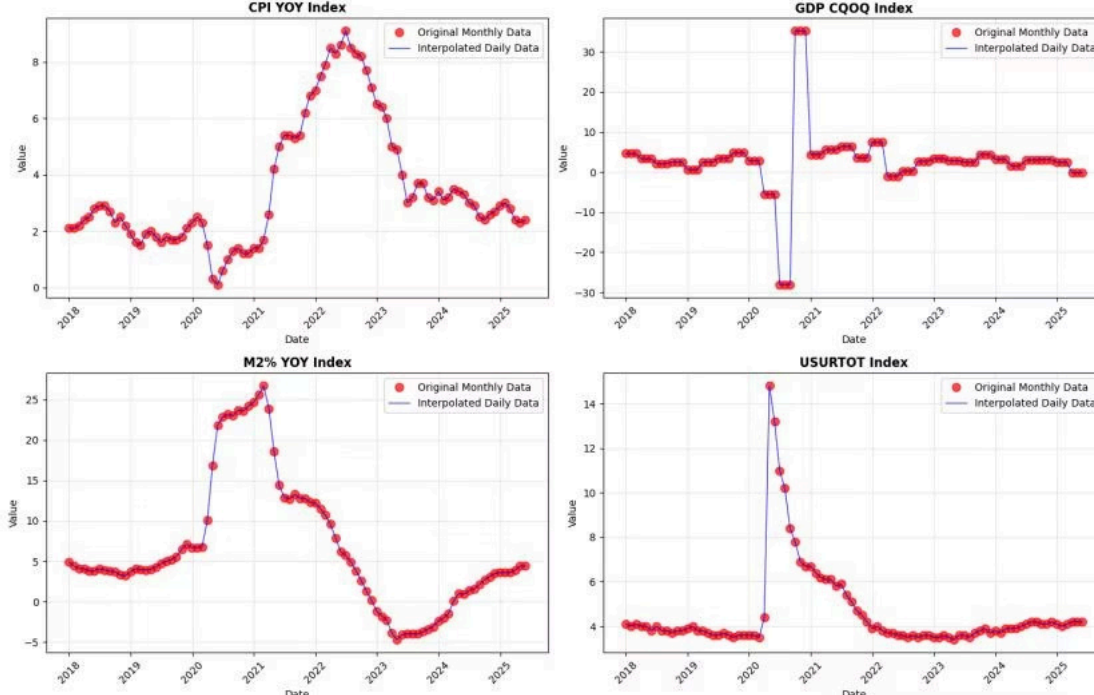 CPI YOY Index
Original Monthly Data
Interpolated Daily Data
Value
8
6
4
2
0
2018
2019
2020
2021
2022
2023
2024
2025
Date
GDP CQOQ Index
Original Monthly Data
Interpolated Daily Data
Value
30
20
10
0
−10
−20
−30
2018
2019
2020
2021
2022
2023
2024
2025
Date
M2% YOY Index
Original Monthly Data
Interpolated Daily Data
Value
25
20
15
10
5
0
−5
2018
2019
2020
2021
2022
2023
2024
2025
Date
USURTOT Index
Original Monthly Data
Interpolated Daily Data
Value
14
12
10
8
6
4
2018
2019
2020
2021
2022
2023
2024
2025
Date